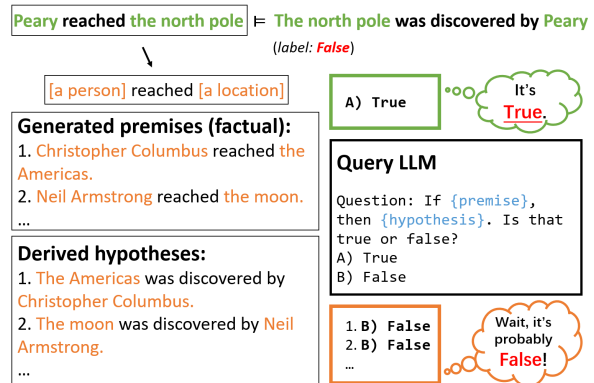 Peary reached the north pole ⊨ The north pole was discovered by Peary
(label: False)
[a person] reached [a location]
Generated premises (factual):
1. Christopher Columbus reached the
Americas.
2. Neil Armstrong reached the moon.
...
Derived hypotheses:
1. The Americas was discovered by
Christopher Columbus.
2. The moon was discovered by Neil
Armstrong.
...
A) True
It's
True.
Query LLM
Question: If {premise},
then {hypothesis}. Is that
true or false?
A) True
B) False
1. B) False
2. B) False
...
Wait, it's
probably
False!